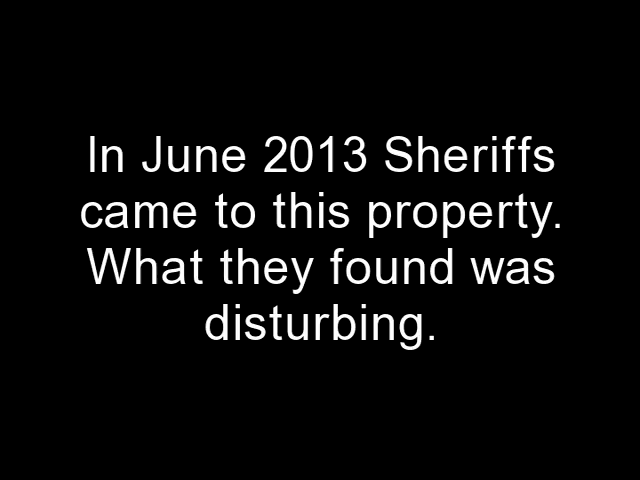 In June 2013 Sheriffs
came to this property.
What they found was
disturbing.